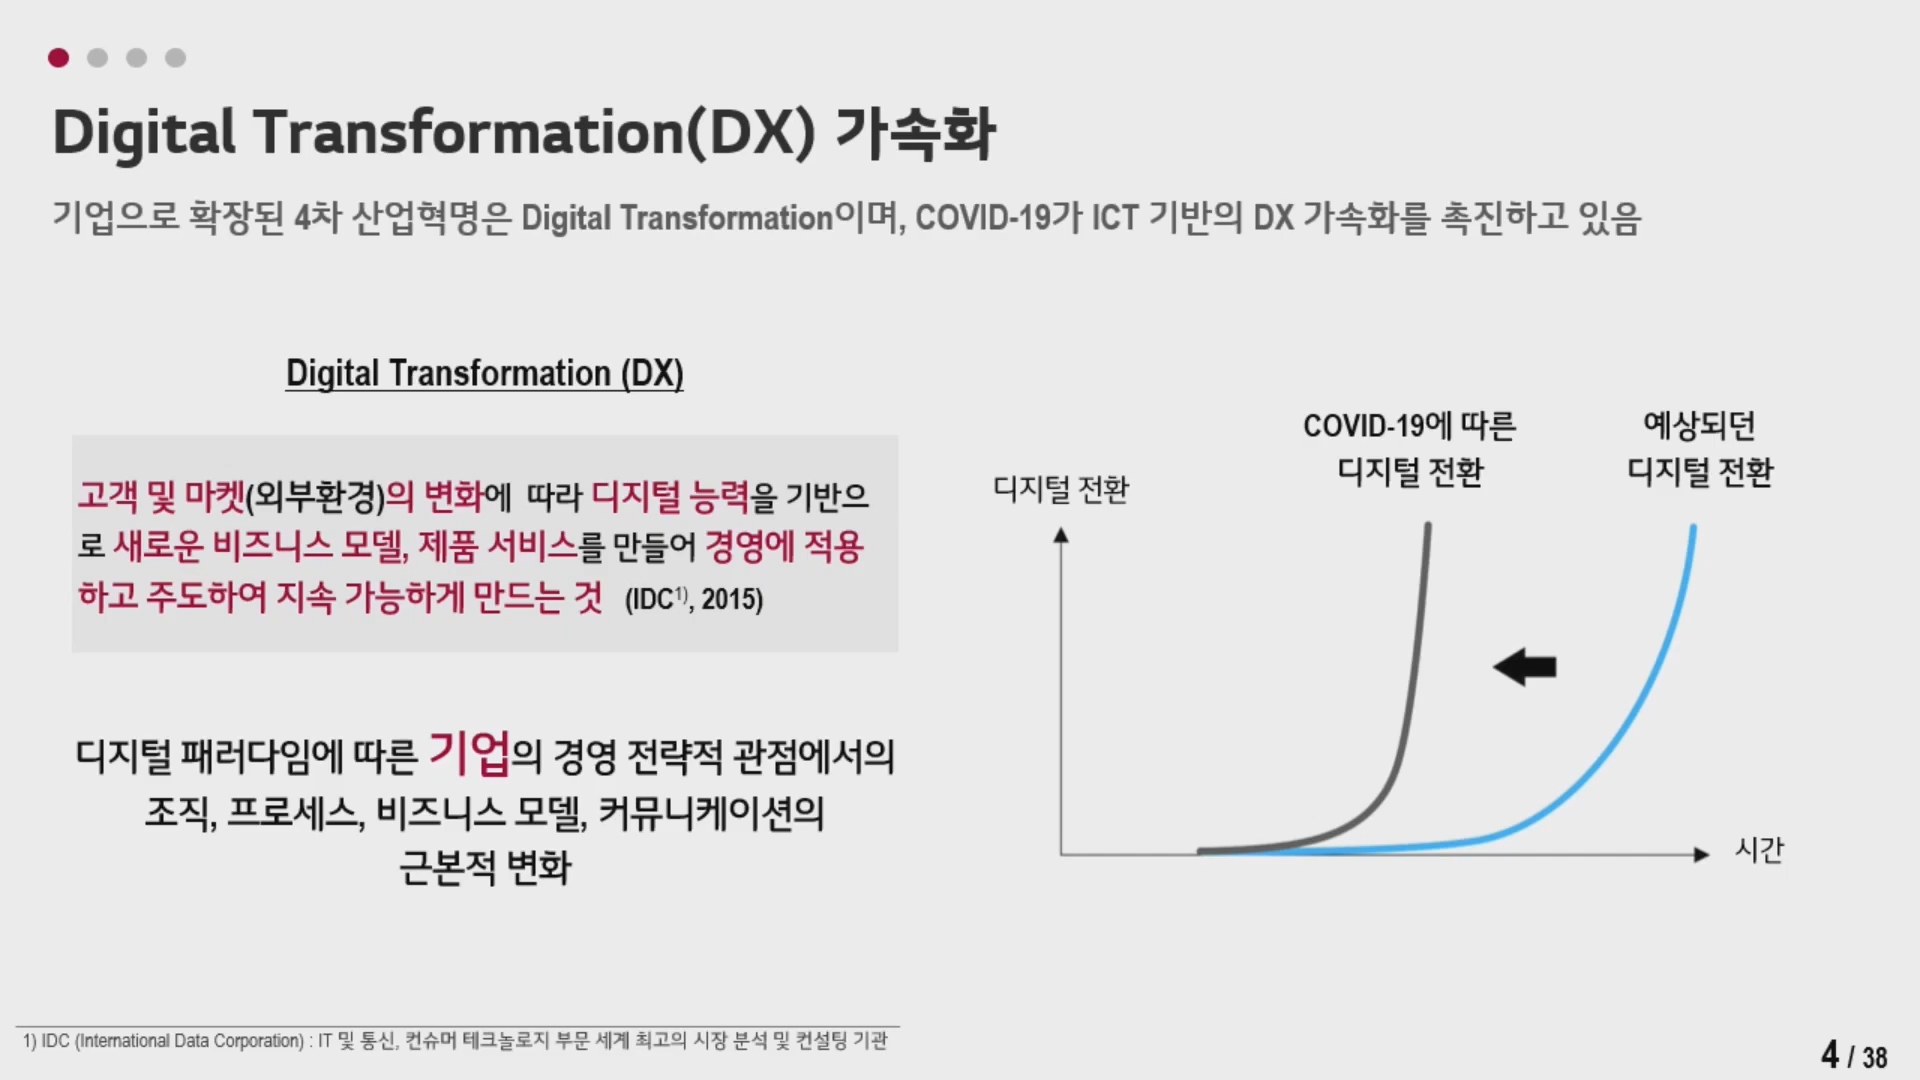 Digital Transformation(DX) 가속화
기업으로 확장된 4차 산업혁명은 Digital Transformation이며, COVID-19가 ICT 기반의 DX 가속화를 촉진하고 있음
Digital Transformation (DX)
고객 및 마켓(외부환경)의 변화에 따라 디지털 능력을 기반으
로 새로운 비즈니스 모델, 제품 서비스를 만들어 경영에 적용
하고 주도하여 지속 가능하게 만드는 것 (IDC1), 2015)
디지털 패러다임에 따른 기업의 경영 전략적 관점에서의
조직, 프로세스, 비즈니스 모델, 커뮤니케이션의
근본적 변화
디지털 전환
COVID-19에 따른
디지털 전환
예상되던
디지털 전환
시간
1) IDC (International Data Corporation) : IT 및 통신, 컨슈머 테크놀로지 부문 세계 최고의 시장 분석 및 컨설팅 기관
4 / 38